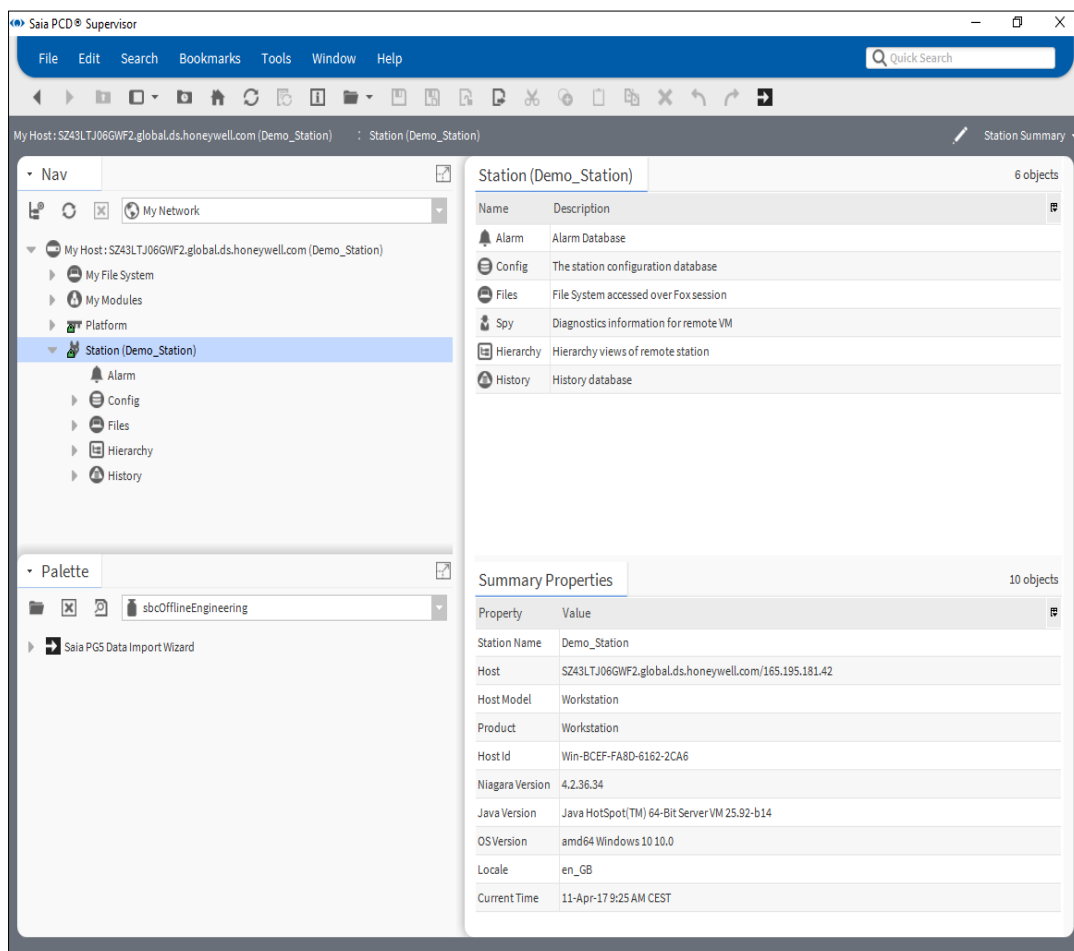 Saia PCD® Supervisor
File Edit Search Bookmarks Tools Window Help
Quick Search
My Host : SZ43LTJ06GWF2.global.ds.honeywell.com (Demo_Station) : Station (Demo_Station)
Station Summary
Nav
My Network
My Host : SZ43LTJ06GWF2.global.ds.honeywell.com (Demo_Station)
My File System
My Modules
Platform
Station (Demo_Station)
Alarm
Config
Files
Hierarchy
History
Palette
sbcOfflineEngineering
Saia PG5 Data Import Wizard
Station (Demo_Station) 6 objects
Name Description
Alarm Alarm Database
Config The station configuration database
Files File System accessed over Fox session
Spy Diagnostics information for remote VM
Hierarchy Hierarchy views of remote station
History History database
Summary Properties 10 objects
Property Value
Station Name Demo_Station
Host SZ43LTJ06GWF2.global.ds.honeywell.com/165.195.181.42
Host Model Workstation
Product Workstation
Host Id Win-BCEF-FA8D-6162-2CA6
Niagara Version 4.2.36.34
Java Version Java HotSpot(TM) 64-Bit Server VM 25.92-b14
OS Version amd64 Windows 10 10.0
Locale en_GB
Current Time 11-Apr-17 9:25 AM CEST